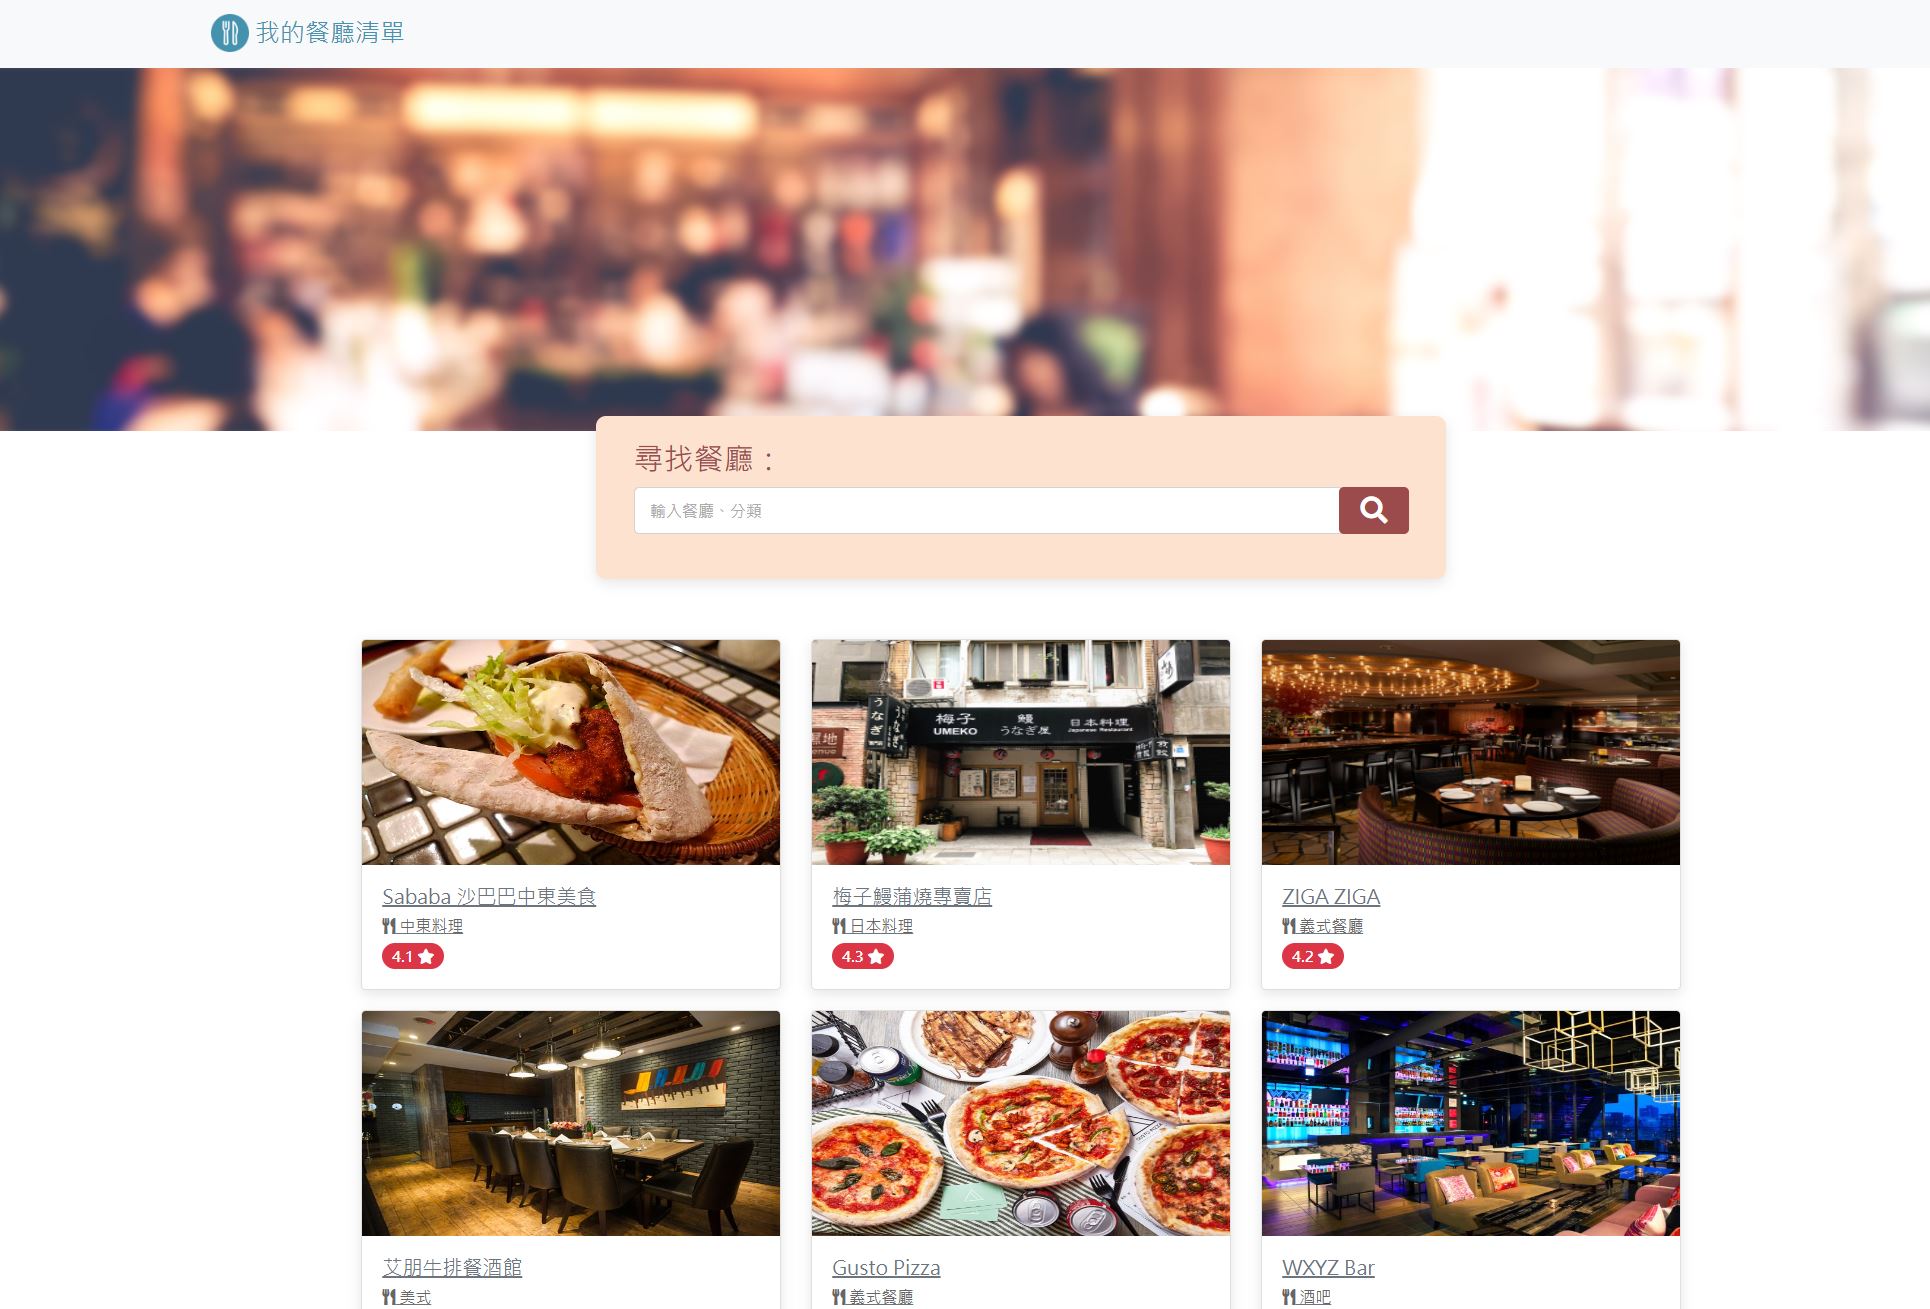 我的餐廳清單
尋找餐廳：
輸入餐廳、分類
うなぎ
梅子
UMEKO
鰻
うなぎ屋
日本料理
Japanese Restaurant
Sababa 沙巴巴中東美食
中東料理
4.1
梅子鰻蒲燒專賣店
日本料理
4.3
ZIGA ZIGA
義式餐廳
4.2
艾朋牛排餐酒館
美式
Gusto Pizza
義式餐廳
WXYZ Bar
酒吧